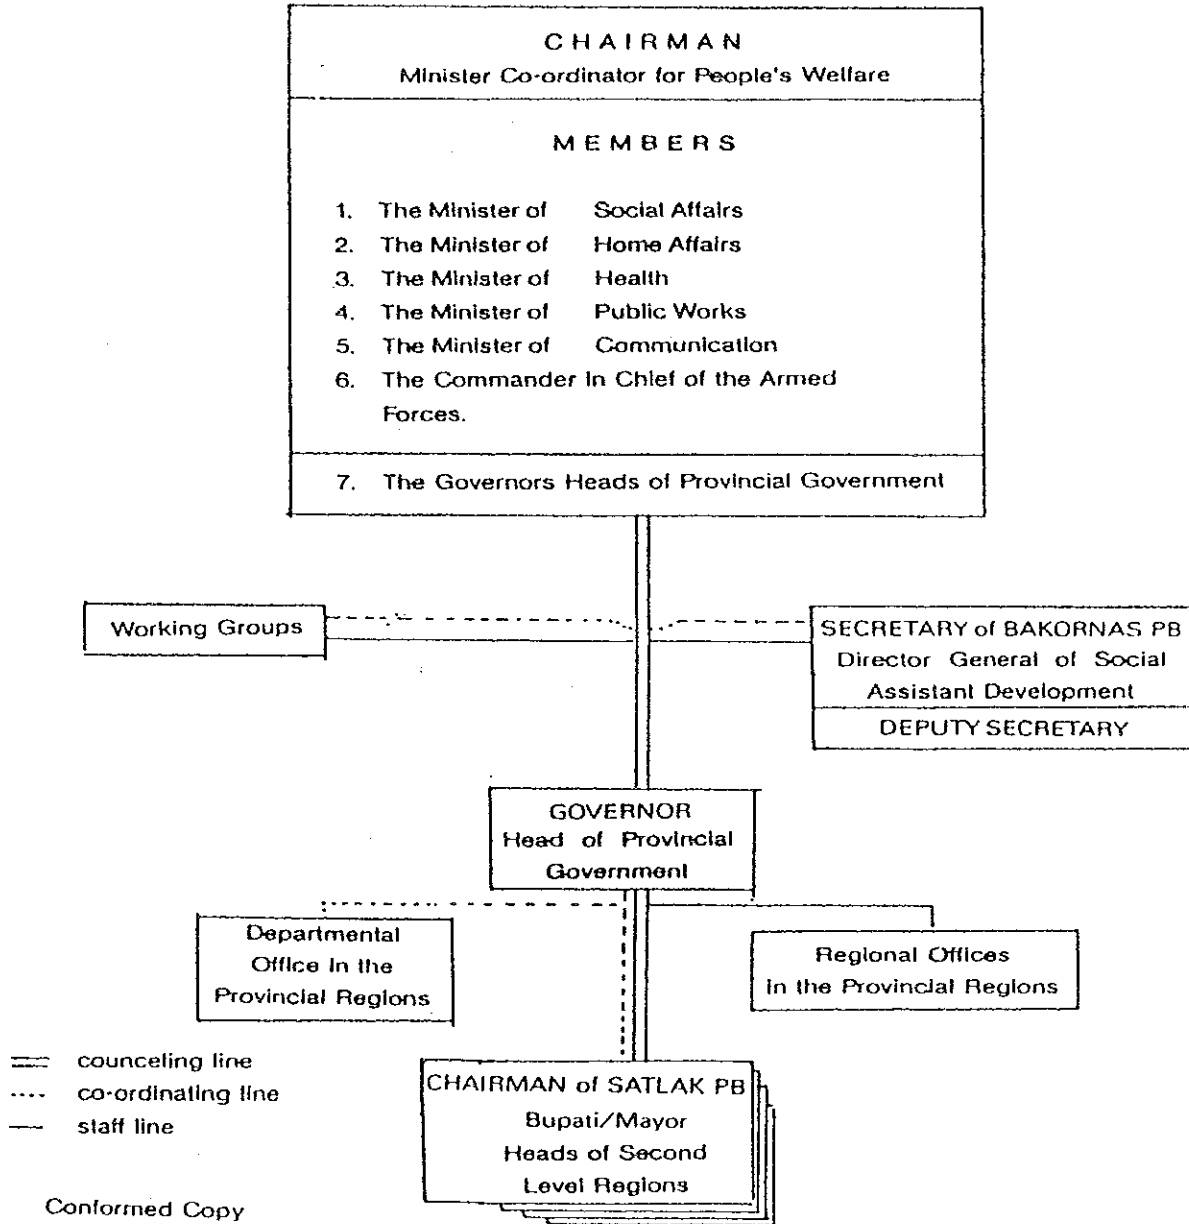 CHAIRMAN
Minister Co-ordinator for People's Welfare
MEMBERS
1. The Minister of Social Affairs
2. The Minister of Home Affairs
3. The Minister of Health
4. The Minister of Public Works
5. The Minister of Communication
6. The Commander in Chief of the Armed
Forces.
7. The Governors Heads of Provincial Government
Working Groups
SECRETARY of BAKORNAS PB
Director General of Social
Assistant Development
DEPUTY SECRETARY
GOVERNOR
Head of Provincial
Government
Departmental
Office in the
Provincial Regions
Regional Offices
in the Provincial Regions
counceling line
co-ordinating line
staff line
CHAIRMAN of SATLAK PB
Bupati/Mayor
Heads of Second
Level Regions
Conformed Copy